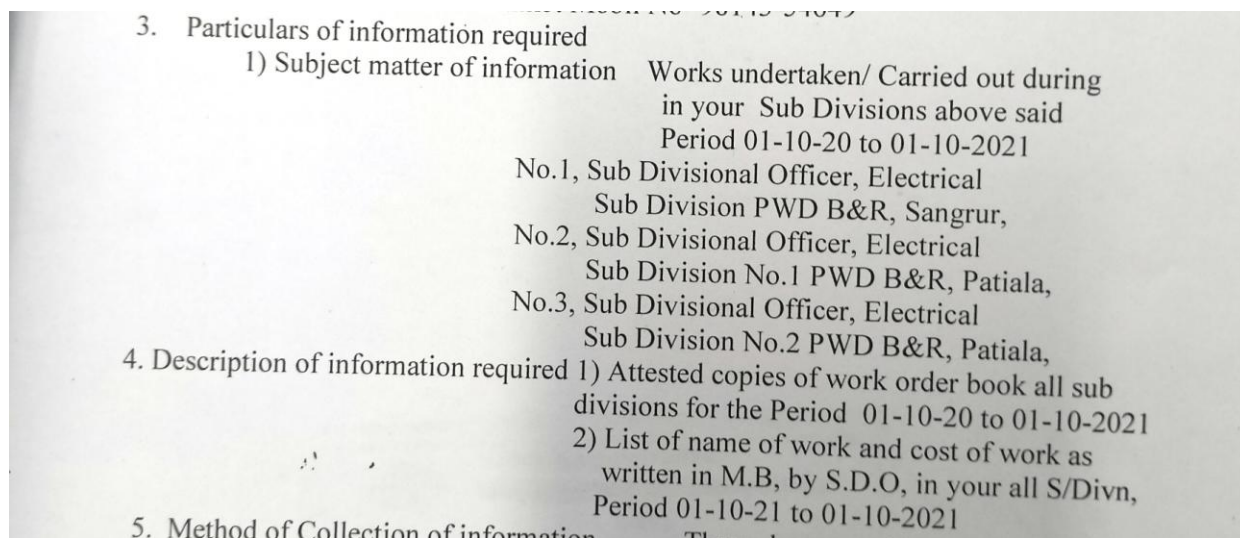 3. Particulars of information required
1) Subject matter of information Works undertaken/ Carried out during
in your Sub Divisions above said
Period 01-10-20 to 01-10-2021
No.1, Sub Divisional Officer, Electrical
Sub Division PWD B&R, Sangrur,
No.2, Sub Divisional Officer, Electrical
Sub Division No.1 PWD B&R, Patiala,
No.3, Sub Divisional Officer, Electrical
Sub Division No.2 PWD B&R, Patiala,
4. Description of information required 1) Attested copies of work order book all sub
divisions for the Period 01-10-20 to 01-10-2021
2) List of name of work and cost of work as
written in M.B, by S.D.O, in your all S/Divn,
Period 01-10-21 to 01-10-2021
5. Method of Collection of information